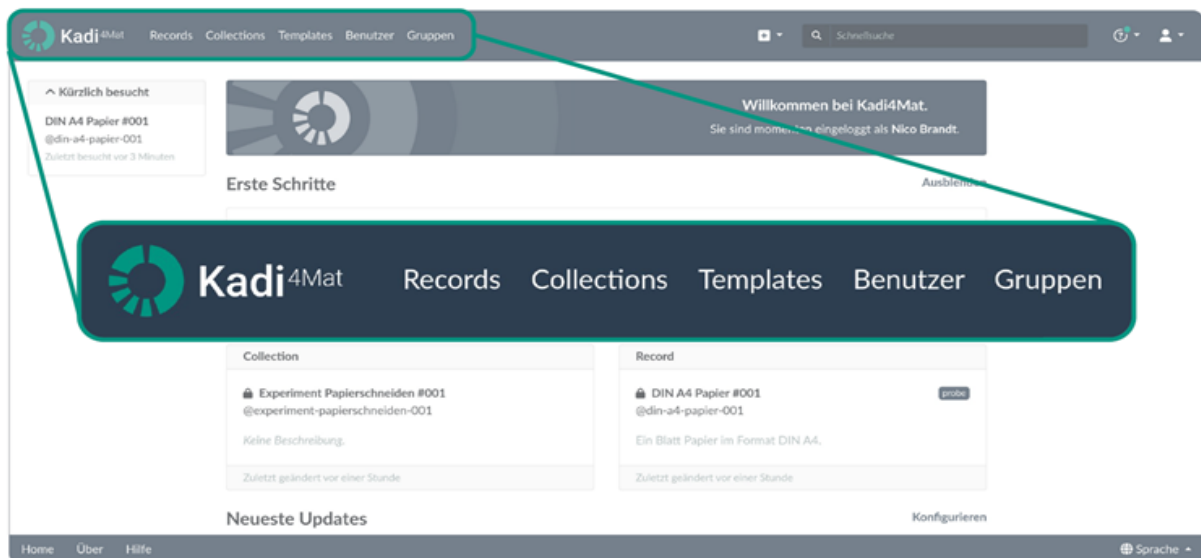 Kadi4Mat Records Collections Templates Benutzer Gruppen Schnellsuche
Kürzlich besucht
DIN A4 Papier #001
@din-a4-papier-001
Zuletzt besucht vor 3 Minuten
Willkommen bei Kadi4Mat.
Sie sind momentan eingeloggt als Nico Brandt.
Erste Schritte Ausblenden
Kadi4Mat Records Collections Templates Benutzer Gruppen
Collection
Experiment Papierschneiden #001
@experiment-papierschneiden-001
Keine Beschreibung.
Zuletzt geändert vor einer Stunde
Record
DIN A4 Papier #001 probe
@din-a4-papier-001
Ein Blatt Papier im Format DIN A4.
Zuletzt geändert vor einer Stunde
Neueste Updates Konfigurieren
Home Über Hilfe Sprache